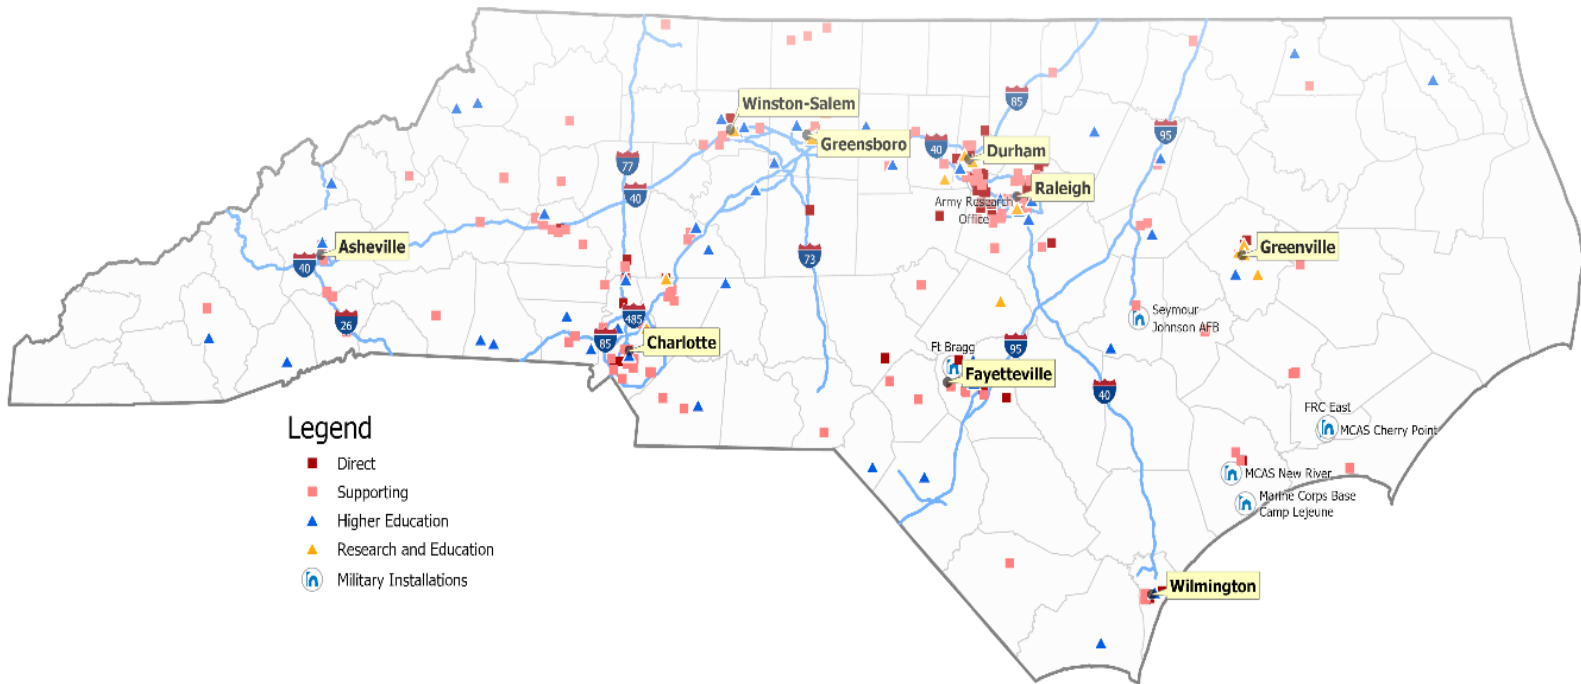 Winston-Salem
85
95
Greensboro
40
Durham
77
40
Raleigh
Army Research
Office
Asheville
40
73
Greenville
26
485
85
Charlotte
Seymour
Johnson AFB
Ft Bragg
95
Fayetteville
40
FRC East
MCAS Cherry Point
MCAS New River
Marine Corps Base
Camp Lejeune
Wilmington
Legend
Direct
Supporting
Higher Education
Research and Education
Military Installations